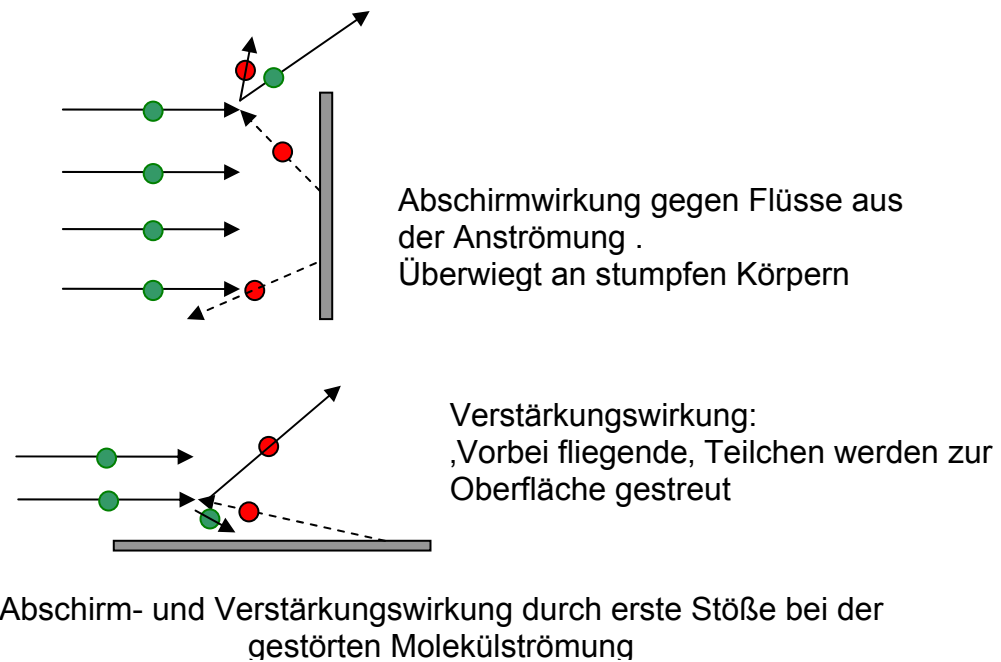 Abschirmwirkung gegen Flüsse aus
der Anströmung .
Überwiegt an stumpfen Körpern
Verstärkungswirkung:
‚Vorbei fliegende, Teilchen werden zur
Oberfläche gestreut
Abschirm- und Verstärkungswirkung durch erste Stöße bei der
gestörten Molekülströmung